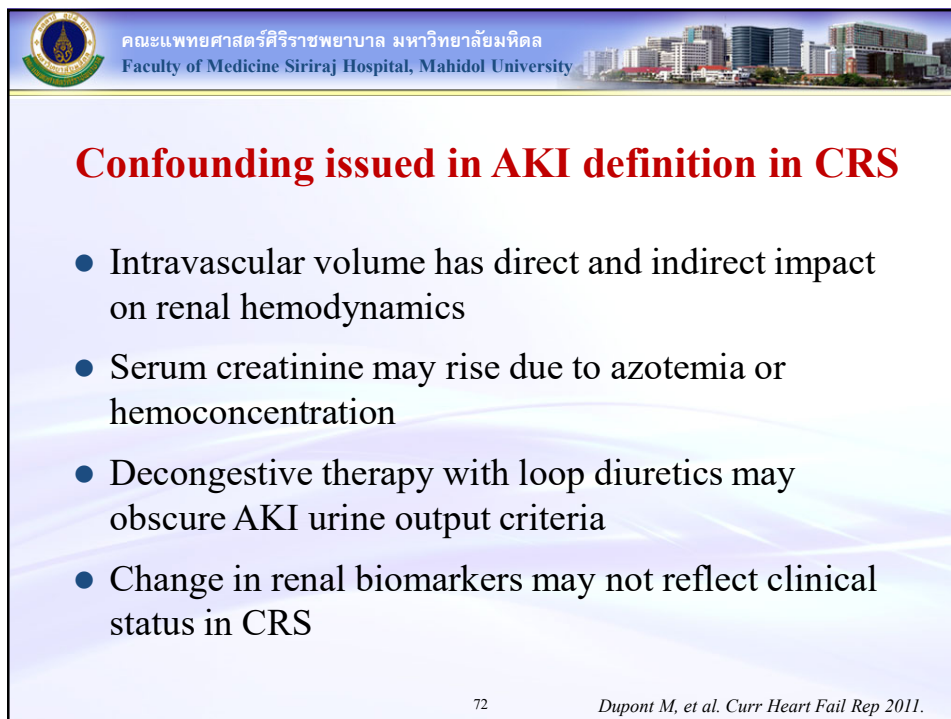 คณะแพทยศาสตร์ศิริราชพยาบาล มหาวิทยาลัยมหิดล
Faculty of Medicine Siriraj Hospital, Mahidol University
Confounding issued in AKI definition in CRS
● Intravascular volume has direct and indirect impact
on renal hemodynamics
● Serum creatinine may rise due to azotemia or
hemoconcentration
● Decongestive therapy with loop diuretics may
obscure AKI urine output criteria
● Change in renal biomarkers may not reflect clinical
status in CRS
72
Dupont M, et al. Curr Heart Fail Rep 2011.